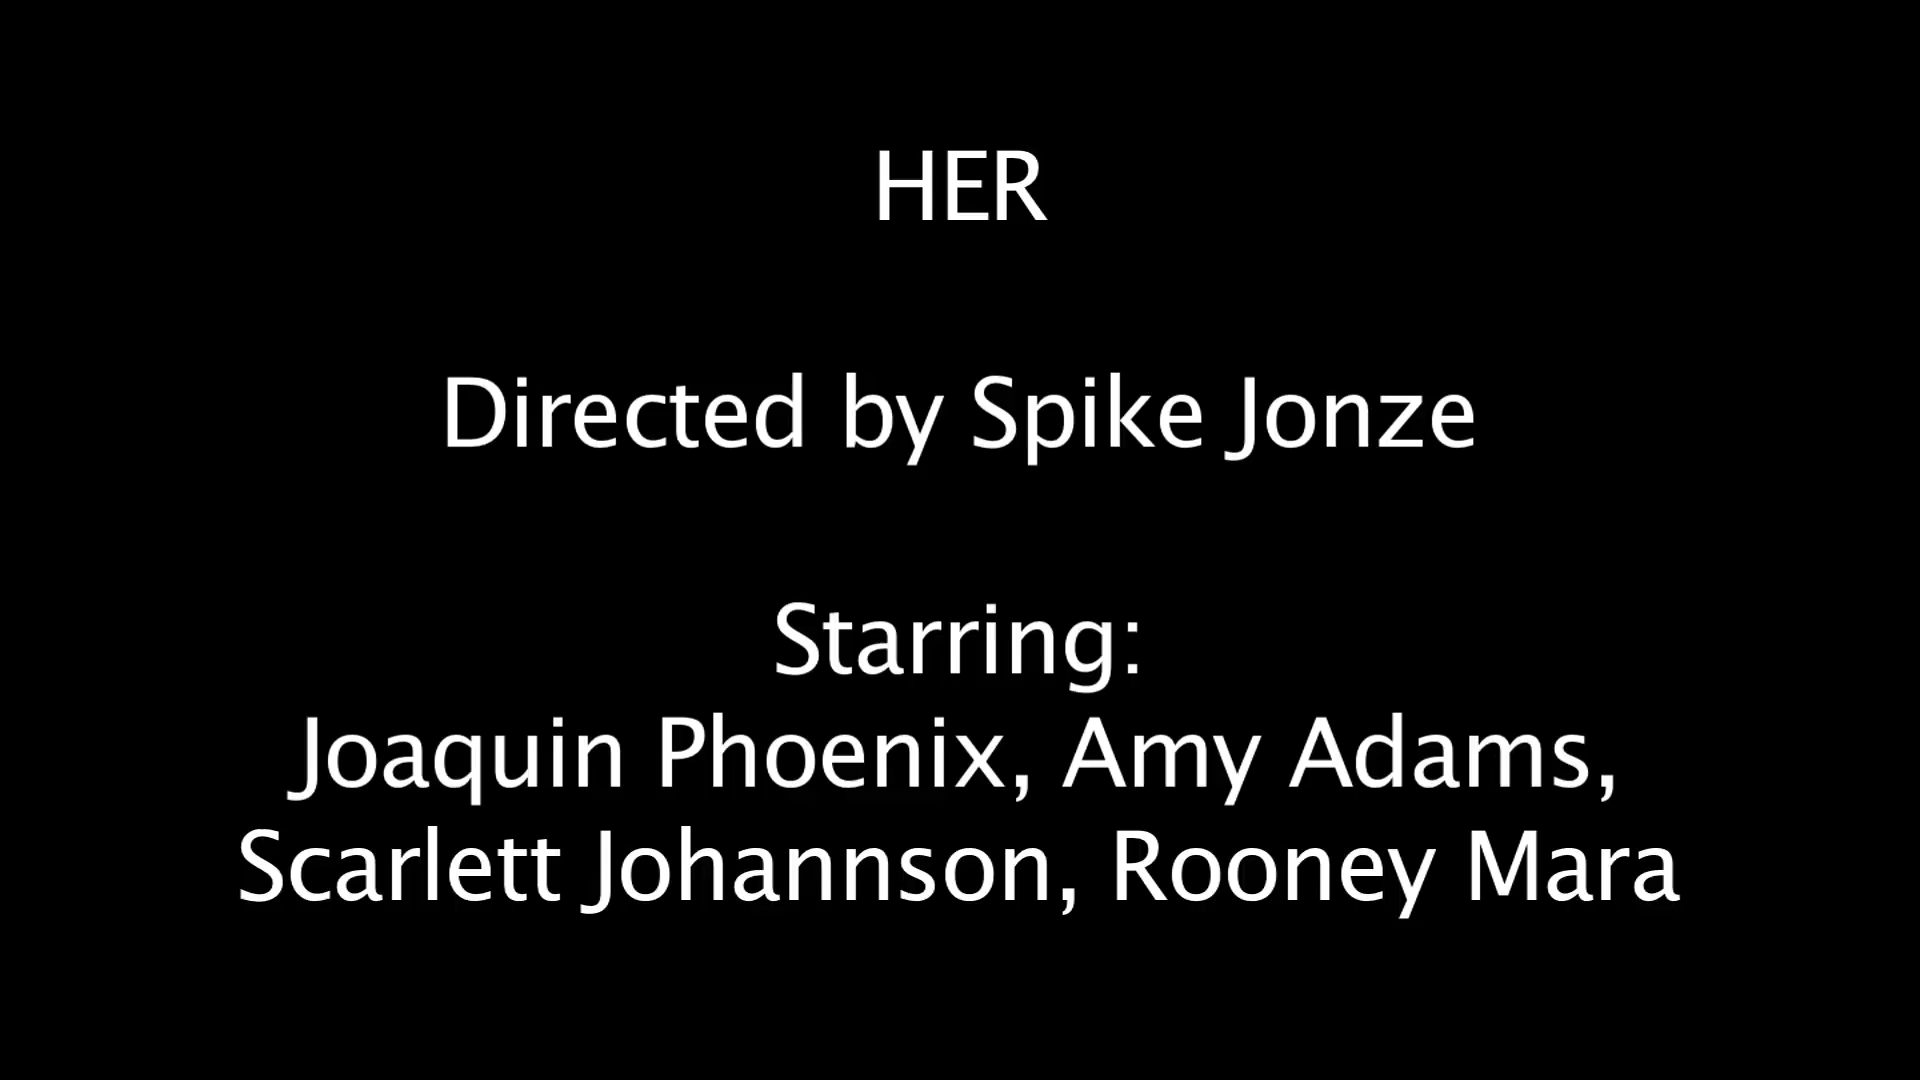 HER
Directed by Spike Jonze
Starring:
Joaquin Phoenix, Amy Adams,
Scarlett Johannson, Rooney Mara